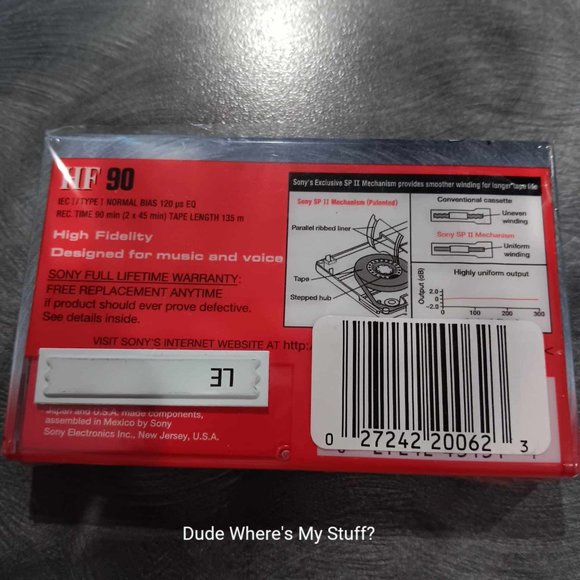 HF 90
IEC I / TYPE I NORMAL BIAS 120 µs EQ
REC. TIME 90 min (2 x 45 min) TAPE LENGTH 135 m
High Fidelity
Designed for music and voice
SONY FULL LIFETIME WARRANTY:
FREE REPLACEMENT ANYTIME
if product should ever prove defective.
See details inside.
VISIT SONY'S INTERNET WEBSITE AT http:
Japan and U.S.A. made components,
assembled in Mexico by Sony
Sony Electronics Inc., New Jersey, U.S.A.
Sony's Exclusive SP II Mechanism provides smoother winding for longer tape life
Sony SP II Mechanism (Patented)
Parallel ribbed liner
Tape
Stepped hub
Conventional cassette
Uneven
winding
Sony SP II Mechanism
Uniform
winding
Highly uniform output
Output (dB)
2.0
0
-2.0
0 100 200 300
37
0 27242 20062 3
Dude Where's My Stuff?